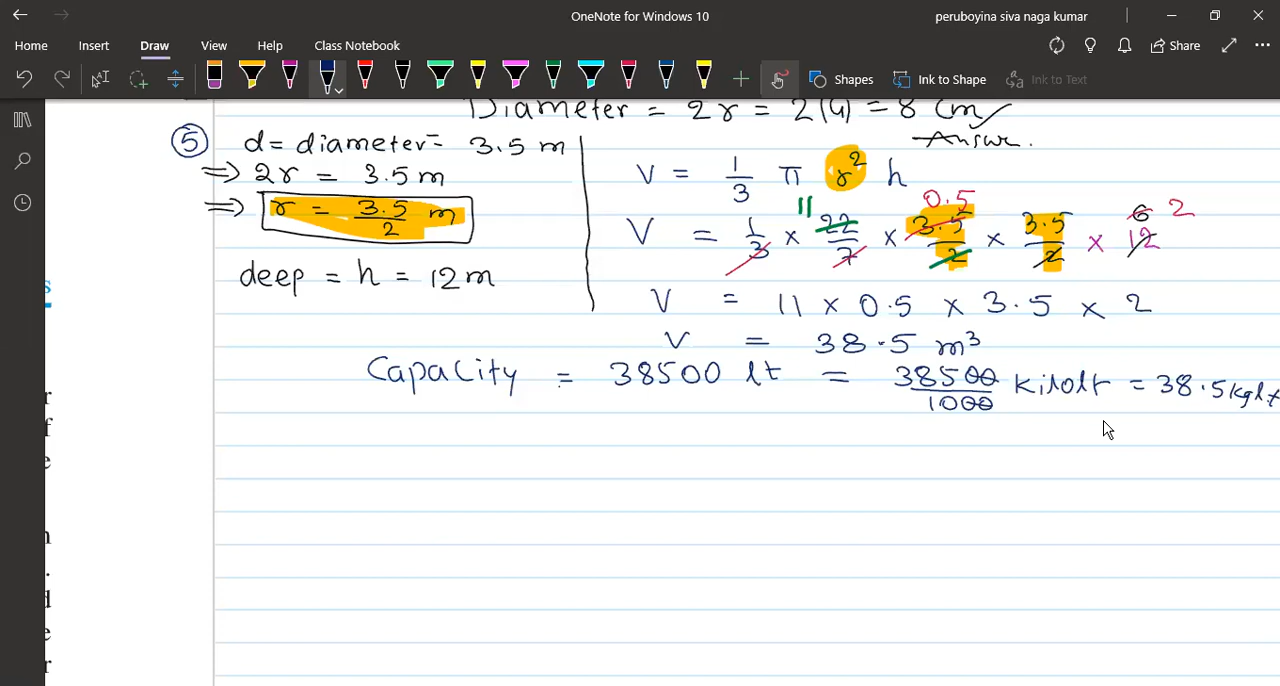 OneNote for Windows 10
peruboyina siva naga kumar
Home Insert Draw View Help Class Notebook Share
Shapes Ink to Shape Ink to Text
Diameter = 2r = 2(4) = 8 cm
Answer.
5 d = diameter = 3.5 m
⇒ 2r = 3.5 m
⇒ r = 3.5/2 m
deep = h = 12 m
V = 1/3 π r² h
11 0.5 6 2
V = 1/3 × 22/7 × 3.5/2 × 3.5/2 × 12
V = 11 × 0.5 × 3.5 × 2
V = 38.5 m³
Capacity = 38500 lt = 38500/1000 kilolt = 38.5 kglt
s
r
f
e
n
.
d
e
r